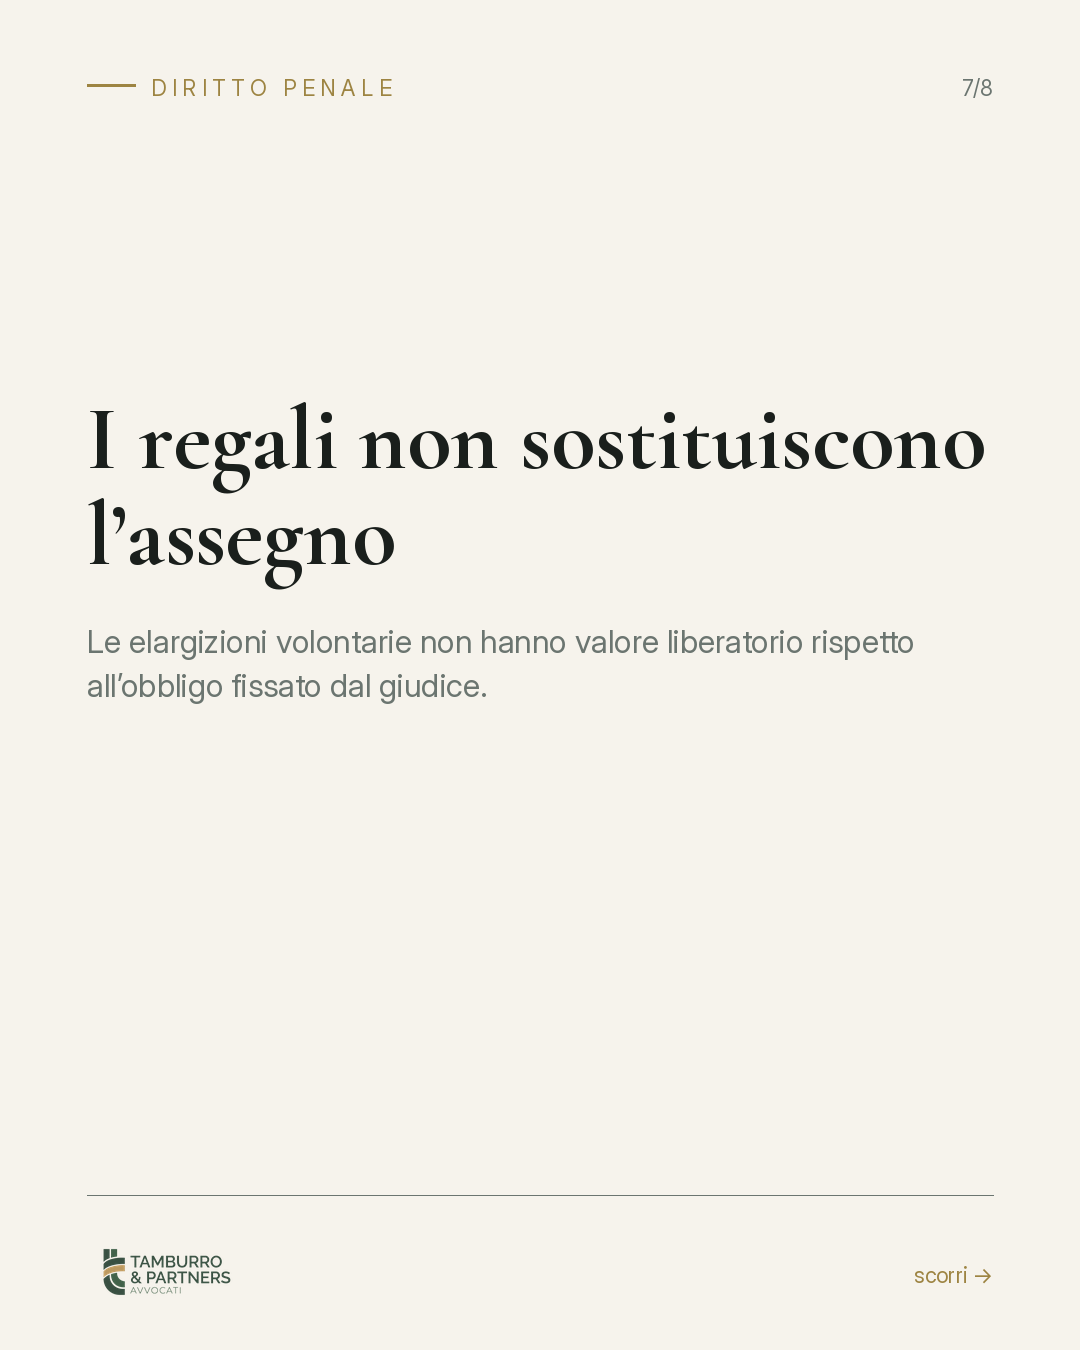 DIRITTO PENALE
7/8
I regali non sostituiscono
l’assegno
Le elargizioni volontarie non hanno valore liberatorio rispetto
all’obbligo fissato dal giudice.
TAMBURRO
& PARTNERS
AVVOCATI
scorri →